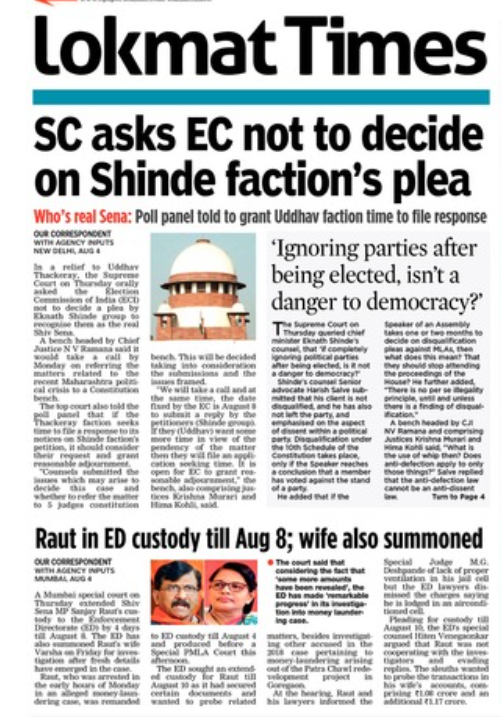 Lokmat Times
SC asks EC not to decide
on Shinde faction's plea
Who's real Sena: Poll panel told to grant Uddhav faction time to file response
OUR CORRESPONDENT
WITH AGENCY INPUTS
NEW DELHI, AUG 4
In a relief to Uddhav
Thackeray, the Supreme
Court on Thursday orally
asked the Election
Commission of India (ECI)
not to decide a plea by
Eknath Shinde group to
recognise them as the real
Shiv Sena.
A bench headed by Chief
Justice N V Ramana said it
would take a call by
Monday on referring the
matters related to the
recent Maharashtra politi-
cal crisis to a Constitution
bench.
The top court also told the
poll panel that if the
Thackeray faction seeks
time to file a response to its
notices on Shinde faction's
petition, it should consider
their request and grant
reasonable adjournment.
"Counsels submitted the
issues which may arise to
decide this case and
whether to refer the matter
to 5 judges constitution
bench. This will be decided
taking into consideration
the submissions and the
issues framed.
"We will take a call and at
the same time, the date
fixed by the EC is August 8
to submit a reply by the
petitioners (Shinde group).
If they (Uddhav) want some
more time in view of the
pendency of the matter
then they will file an appli-
cation seeking time. It is
open for EC to grant rea-
sonable adjournment," the
bench, also comprising jus-
tices Krishna Murari and
Hima Kohli, said.
'Ignoring parties after
being elected, isn't a
danger to democracy?'
The Supreme Court on
Thursday queried chief
minister Eknath Shinde's
counsel, that 'if completely
ignoring political parties
after being elected, is it not
a danger to democracy?'
Shinde's counsel Senior
advocate Harish Salve sub-
mitted that his client is not
disqualified, and he has also
not left the party, and
emphasised on the aspect
of dissent within a political
party. Disqualification under
the 10th Schedule of the
Constitution takes place,
only if the Speaker reaches
a conclusion that a member
has voted against the stand
of a party.
He added that if the
Speaker of an Assembly
takes one or two months to
decide on disqualification
pleas against MLAs, then
what does this mean? That
they should stop attending
the proceedings of the
House? He further added,
"There is no per se illegality
principle, until and unless
there is a finding of disqual-
ification."
A bench headed by CJI
NV Ramana and comprising
Justices Krishna Murari and
Hima Kohli said, "What is
the use of whip then? Does
anti-defection apply to only
those things?" Salve replied
that the anti-defection law
cannot be an anti-dissent
law. Turn to Page 4
Raut in ED custody till Aug 8; wife also summoned
OUR CORRESPONDENT
WITH AGENCY INPUTS
MUMBAI, AUG 4
A Mumbai special court on
Thursday extended Shiv
Sena MP Sanjay Raut's cus-
tody to the Enforcement
Directorate (ED) by 4 days
till August 8. The ED has
also summoned Raut's wife
Varsha on Friday for inves-
tigation after fresh details
have emerged in the case.
Raut, who was arrested in
the early hours of Monday
in an alleged money-laun-
dering case, was remanded
to ED custody till August 4
and produced before a
Special PMLA Court this
afternoon.
The ED sought an extend-
ed custody for Raut till
August 10 as it had secured
certain documents and
wanted to probe related
The court said that
considering the fact that
'some more amounts
have been revealed', the
ED has made 'remarkable
progress' in its investiga-
tion into money launder-
ing case.
matters, besides investigat-
ing other accused in the
2018 case pertaining to
money-laundering arising
out of the Patra Chawl rede-
velopment project in
Goregaon.
At the hearing, Raut and
his lawyers informed the
Special Judge M.G.
Deshpande of lack of proper
ventilation in his jail cell
but the ED lawyers dis-
missed the charges saying
he is lodged in an aircondi-
tioned cell.
Pleading for custody till
August 10, the ED's special
counsel Hiten Venegaonkar
argued that Raut was not
cooperating with the inves-
tigators and evading
replies. The sleuths wanted
to probe the transactions in
his wife's accounts, com-
prising ₹1.08 crore and an
additional ₹1.17 crore.